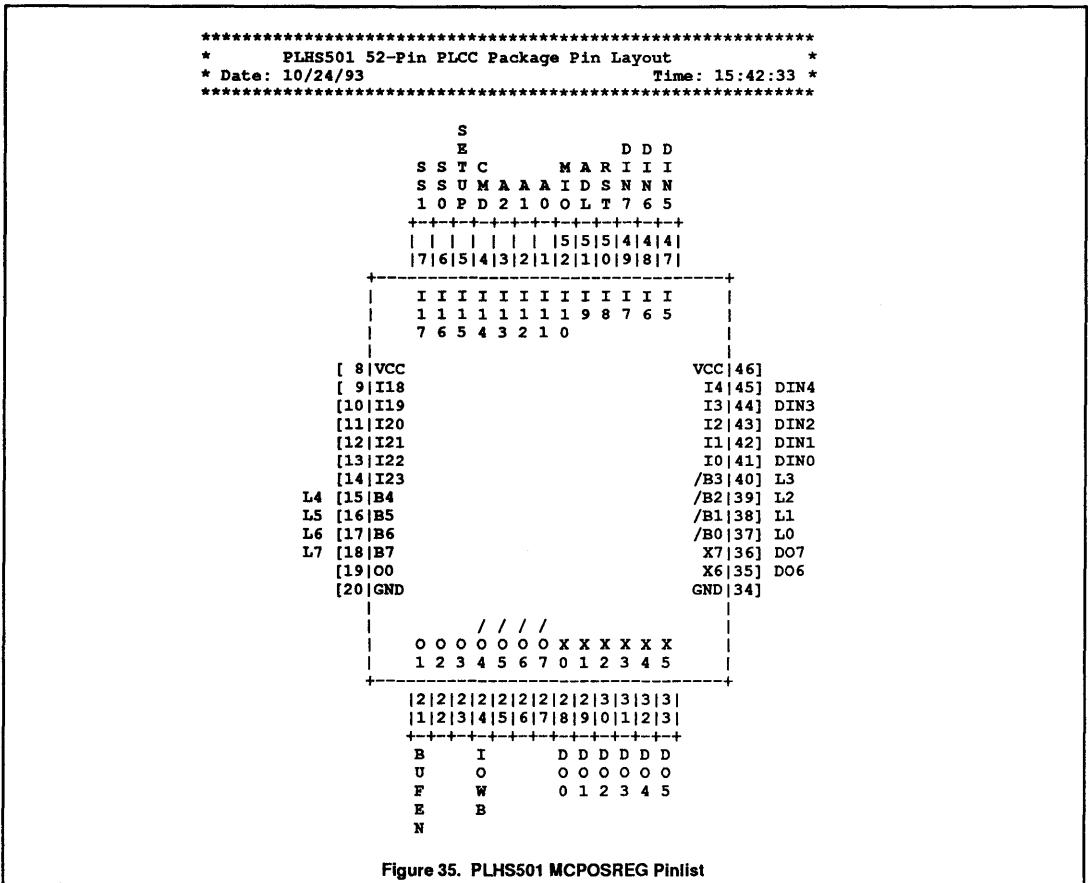 ************************************************************
*       PLHS501 52-Pin PLCC Package Pin Layout             *
* Date: 10/24/93                            Time: 15:42:33 *
************************************************************
S
E D D D
S S T C M A R I I I
S S U M A A A I D S N N N
1 0 P D 2 1 0 O L T 7 6 5
+-+-+-+-+-+-+-+-+-+-+-+-+-+
| | | | | | | |5|5|5|4|4|4|
|7|6|5|4|3|2|1|2|1|0|9|8|7|
+--------------------------------------+
| I I I I I I I I I I I I I |
| 1 1 1 1 1 1 1 1 9 8 7 6 5 |
| 7 6 5 4 3 2 1 0 |
| |
[ 8|VCC VCC|46]
[ 9|I18 I4|45] DIN4
[10|I19 I3|44] DIN3
[11|I20 I2|43] DIN2
[12|I21 I1|42] DIN1
[13|I22 I0|41] DIN0
[14|I23 /B3|40] L3
L4 [15|B4 /B2|39] L2
L5 [16|B5 /B1|38] L1
L6 [17|B6 /B0|37] L0
L7 [18|B7 X7|36] DO7
[19|O0 X6|35] DO6
[20|GND GND|34]
| |
| / / / / |
| O O O O O O O X X X X X X |
| 1 2 3 4 5 6 7 0 1 2 3 4 5 |
+--------------------------------------+
|2|2|2|2|2|2|2|2|2|3|3|3|3|
|1|2|3|4|5|6|7|8|9|0|1|2|3|
+-+-+-+-+-+-+-+-+-+-+-+-+-+
B I D D D D D D
U O O O O O O O
F W 0 1 2 3 4 5
E B
N
Figure 35. PLHS501 MCPOSREG Pinlist